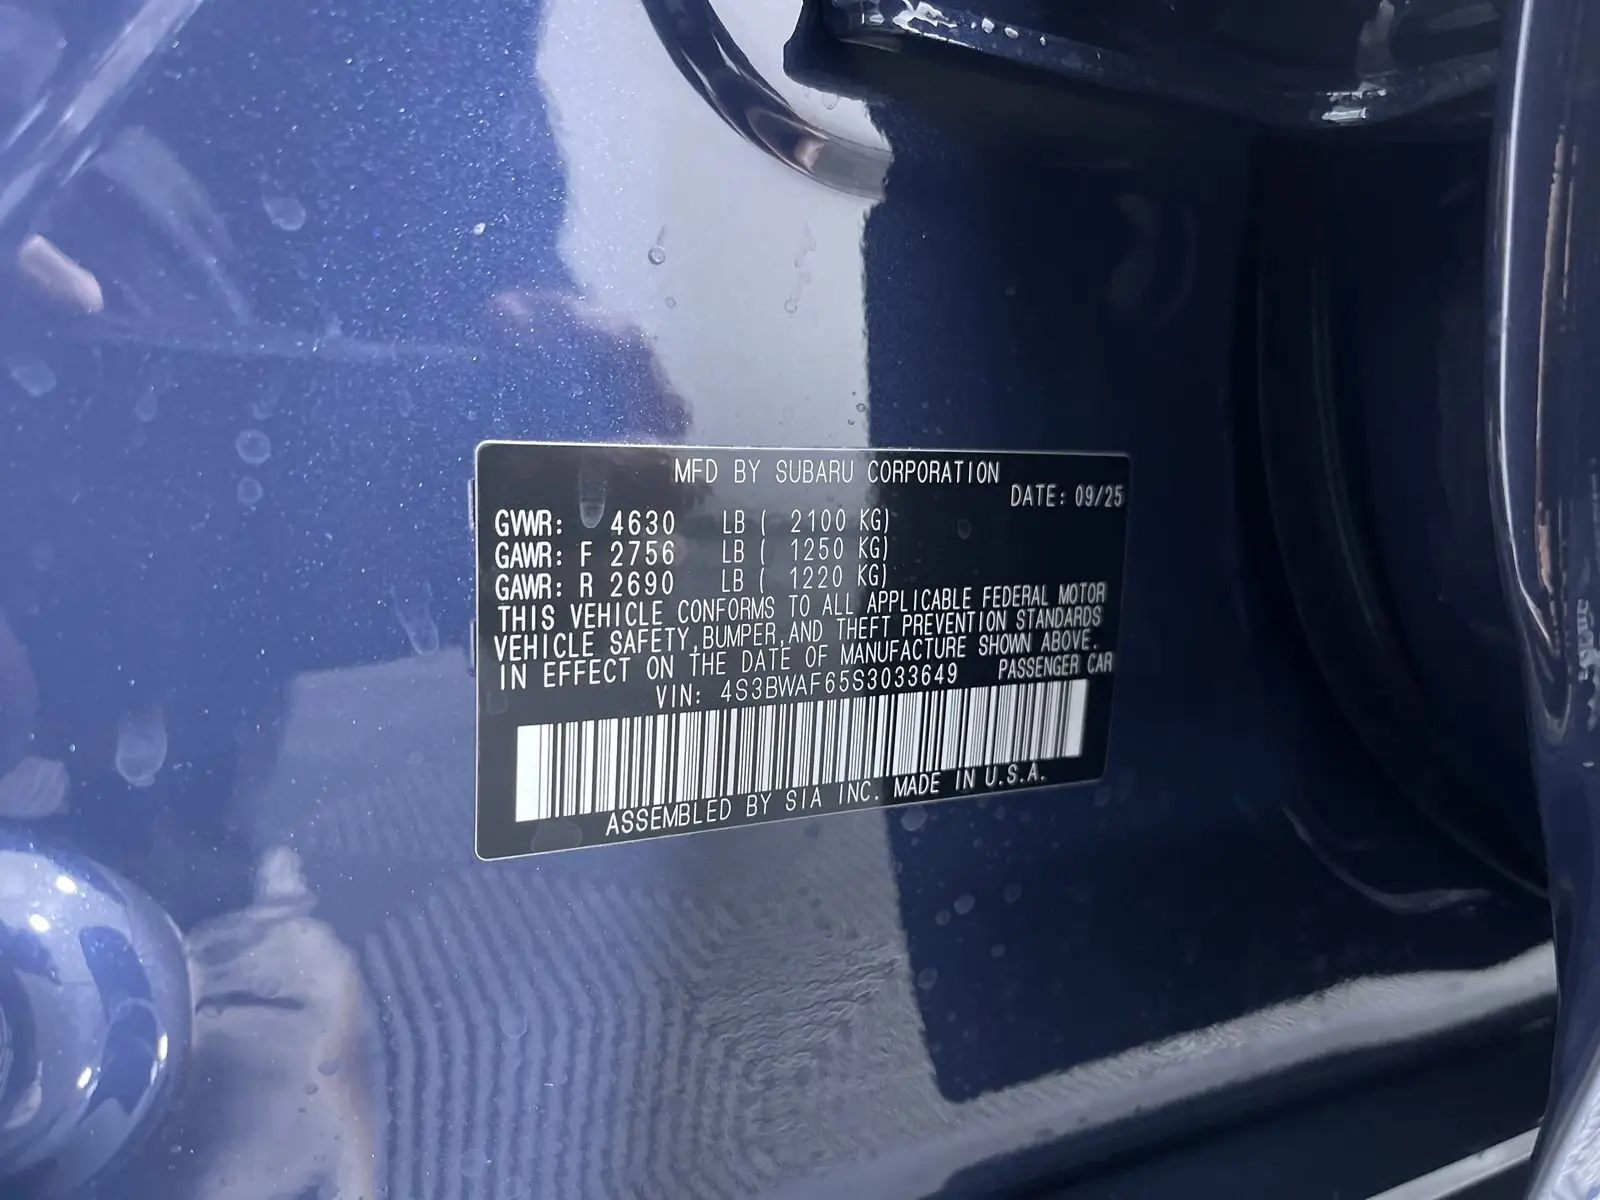 MFD BY SUBARU CORPORATION
DATE: 09/25
GVWR: 4630 LB ( 2100 KG)
GAWR: F 2756 LB ( 1250 KG)
GAWR: R 2690 LB ( 1220 KG)
THIS VEHICLE CONFORMS TO ALL APPLICABLE FEDERAL MOTOR
VEHICLE SAFETY,BUMPER,AND THEFT PREVENTION STANDARDS
IN EFFECT ON THE DATE OF MANUFACTURE SHOWN ABOVE.
VIN: 4S3BWAF65S3033649 PASSENGER CAR
ASSEMBLED BY SIA INC. MADE IN U.S.A.